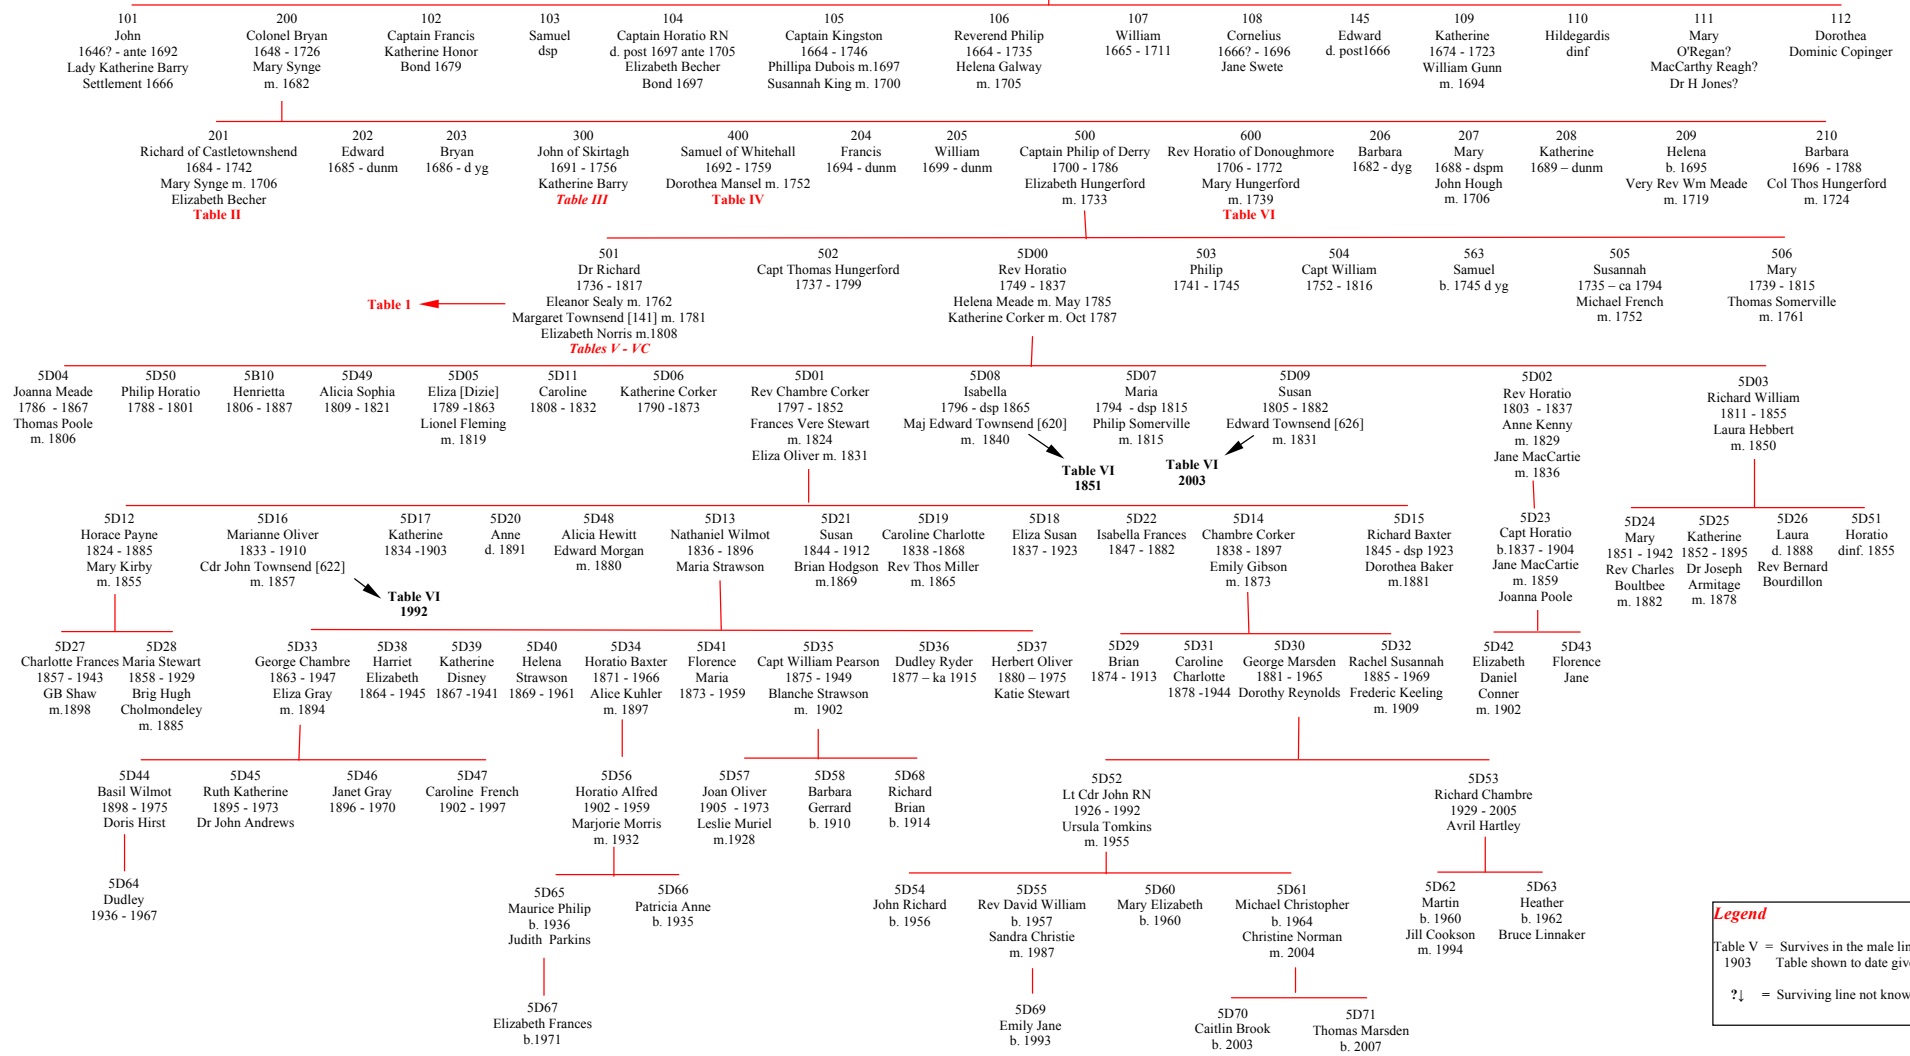 101
John
1646? - ante 1692
Lady Katherine Barry
Settlement 1666
200
Colonel Bryan
1648 - 1726
Mary Synge
m. 1682
102
Captain Francis
Katherine Honor
Bond 1679
103
Samuel
dsp
104
Captain Horatio RN
d. post 1697 ante 1705
Elizabeth Becher
Bond 1697
105
Captain Kingston
1664 - 1746
Phillipa Dubois m.1697
Susannah King m. 1700
106
Reverend Philip
1664 - 1735
Helena Galway
m. 1705
107
William
1665 - 1711
108
Cornelius
1666? - 1696
Jane Swete
145
Edward
d. post1666
109
Katherine
1674 - 1723
William Gunn
m. 1694
110
Hildegardis
dinf
111
Mary
O'Regan?
MacCarthy Reagh?
Dr H Jones?
112
Dorothea
Dominic Copinger
201
Richard of Castletownshend
1684 - 1742
Mary Synge m. 1706
Elizabeth Becher
Table II
202
Edward
1685 - dunm
203
Bryan
1686 - d yg
300
John of Skirtagh
1691 - 1756
Katherine Barry
Table III
400
Samuel of Whitehall
1692 - 1759
Dorothea Mansel m. 1752
Table IV
204
Francis
1694 - dunm
205
William
1699 - dunm
500
Captain Philip of Derry
1700 - 1786
Elizabeth Hungerford
m. 1733
600
Rev Horatio of Donoughmore
1706 - 1772
Mary Hungerford
m. 1739
Table VI
206
Barbara
1682 - dyg
207
Mary
1688 - dspm
John Hough
m. 1706
208
Katherine
1689 – dunm
209
Helena
b. 1695
Very Rev Wm Meade
m. 1719
210
Barbara
1696 - 1788
Col Thos Hungerford
m. 1724
501
Dr Richard
1736 - 1817
Eleanor Sealy m. 1762
Margaret Townsend [141] m. 1781
Elizabeth Norris m.1808
Tables V - VC
Table 1
502
Capt Thomas Hungerford
1737 - 1799
5D00
Rev Horatio
1749 - 1837
Helena Meade m. May 1785
Katherine Corker m. Oct 1787
503
Philip
1741 - 1745
504
Capt William
1752 - 1816
563
Samuel
b. 1745 d yg
505
Susannah
1735 – ca 1794
Michael French
m. 1752
506
Mary
1739 - 1815
Thomas Somerville
m. 1761
5D04
Joanna Meade
1786 - 1867
Thomas Poole
m. 1806
5D50
Philip Horatio
1788 - 1801
5B10
Henrietta
1806 - 1887
5D49
Alicia Sophia
1809 - 1821
5D05
Eliza [Dizie]
1789 -1863
Lionel Fleming
m. 1819
5D11
Caroline
1808 - 1832
5D06
Katherine Corker
1790 -1873
5D01
Rev Chambre Corker
1797 - 1852
Frances Vere Stewart
m. 1824
Eliza Oliver m. 1831
5D08
Isabella
1796 - dsp 1865
Maj Edward Townsend [620]
m. 1840
Table VI
1851
5D07
Maria
1794 - dsp 1815
Philip Somerville
m. 1815
5D09
Susan
1805 - 1882
Edward Townsend [626]
m. 1831
Table VI
2003
5D02
Rev Horatio
1803 - 1837
Anne Kenny
m. 1829
Jane MacCartie
m. 1836
5D03
Richard William
1811 - 1855
Laura Hebbert
m. 1850
5D12
Horace Payne
1824 - 1885
Mary Kirby
m. 1855
5D16
Marianne Oliver
1833 - 1910
Cdr John Townsend [622]
m. 1857
Table VI
1992
5D17
Katherine
1834 -1903
5D20
Anne
d. 1891
5D48
Alicia Hewitt
Edward Morgan
m. 1880
5D13
Nathaniel Wilmot
1836 - 1896
Maria Strawson
5D21
Susan
1844 - 1912
Brian Hodgson
m.1869
5D19
Caroline Charlotte
1838 -1868
Rev Thos Miller
m. 1865
5D18
Eliza Susan
1837 - 1923
5D22
Isabella Frances
1847 - 1882
5D14
Chambre Corker
1838 - 1897
Emily Gibson
m. 1873
5D15
Richard Baxter
1845 - dsp 1923
Dorothea Baker
m.1881
5D23
Capt Horatio
b.1837 - 1904
Jane MacCartie
m. 1859
Joanna Poole
5D24
Mary
1851 - 1942
Rev Charles
Boultbee
m. 1882
5D25
Katherine
1852 - 1895
Dr Joseph
Armitage
m. 1878
5D26
Laura
d. 1888
Rev Bernard
Bourdillon
5D51
Horatio
dinf. 1855
5D27
Charlotte Frances
1857 - 1943
GB Shaw
m.1898
5D28
Maria Stewart
1858 - 1929
Brig Hugh
Cholmondeley
m. 1885
5D33
George Chambre
1863 - 1947
Eliza Gray
m. 1894
5D38
Harriet
Elizabeth
1864 - 1945
5D39
Katherine
Disney
1867 -1941
5D40
Helena
Strawson
1869 - 1961
5D34
Horatio Baxter
1871 - 1966
Alice Kuhler
m. 1897
5D41
Florence
Maria
1873 - 1959
5D35
Capt William Pearson
1875 - 1949
Blanche Strawson
m. 1902
5D36
Dudley Ryder
1877 – ka 1915
5D37
Herbert Oliver
1880 – 1975
Katie Stewart
5D29
Brian
1874 - 1913
5D31
Caroline
Charlotte
1878 -1944
5D30
George Marsden
1881 - 1965
Dorothy Reynolds
5D32
Rachel Susannah
1885 - 1969
Frederic Keeling
m. 1909
5D42
Elizabeth
Daniel
Conner
m. 1902
5D43
Florence
Jane
5D44
Basil Wilmot
1898 - 1975
Doris Hirst
5D45
Ruth Katherine
1895 - 1973
Dr John Andrews
5D46
Janet Gray
1896 - 1970
5D47
Caroline French
1902 - 1997
5D56
Horatio Alfred
1902 - 1959
Marjorie Morris
m. 1932
5D57
Joan Oliver
1905 - 1973
Leslie Muriel
m.1928
5D58
Barbara
Gerrard
b. 1910
5D68
Richard
Brian
b. 1914
5D52
Lt Cdr John RN
1926 - 1992
Ursula Tomkins
m. 1955
5D53
Richard Chambre
1929 - 2005
Avril Hartley
5D64
Dudley
1936 - 1967
5D65
Maurice Philip
b. 1936
Judith Parkins
5D66
Patricia Anne
b. 1935
5D54
John Richard
b. 1956
5D55
Rev David William
b. 1957
Sandra Christie
m. 1987
5D60
Mary Elizabeth
b. 1960
5D61
Michael Christopher
b. 1964
Christine Norman
m. 2004
5D62
Martin
b. 1960
Jill Cookson
m. 1994
5D63
Heather
b. 1962
Bruce Linnaker
5D67
Elizabeth Frances
b.1971
5D69
Emily Jane
b. 1993
5D70
Caitlin Brook
b. 2003
5D71
Thomas Marsden
b. 2007
Legend
Table V = Survives in the male lin
1903 Table shown to date giv
?↓ = Surviving line not know